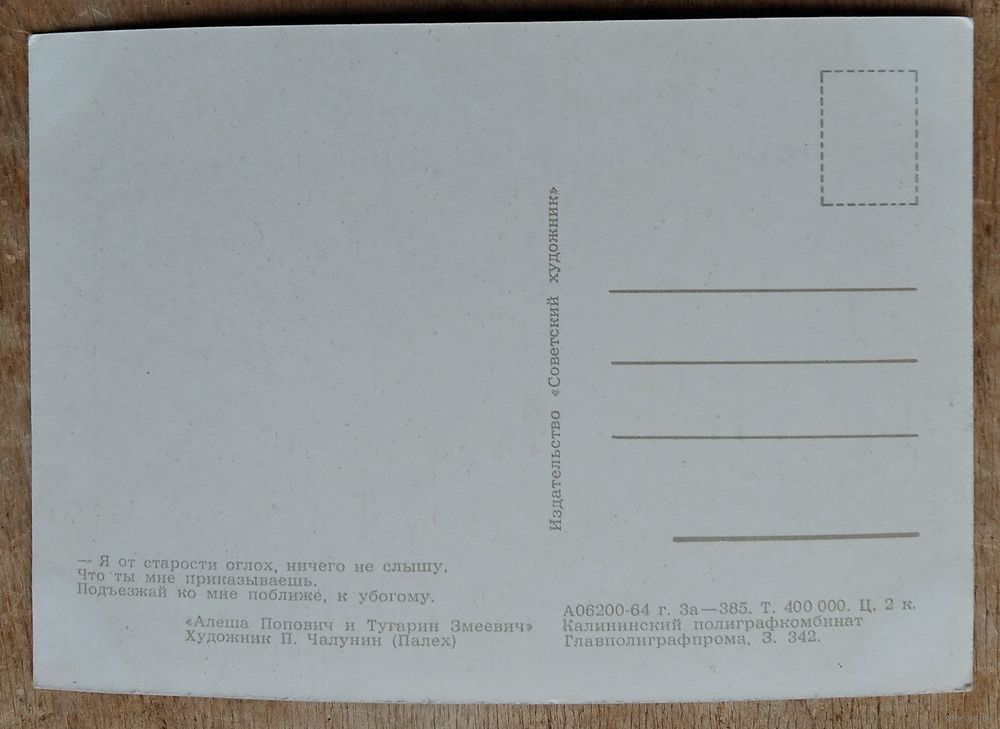 — Я от старости оглох, ничего не слышу,
Что ты мне приказываешь.
Подъезжай ко мне поближе, к убогому.
«Алеша Попович и Тугарин Змеевич»
Художник П. Чалунин (Палех)
Издательство «Советский художник»
А06200-64 г. За—385. Т. 400 000. Ц. 2 к.
Калининский полиграфкомбинат
Главполиграфпрома, З. 342.